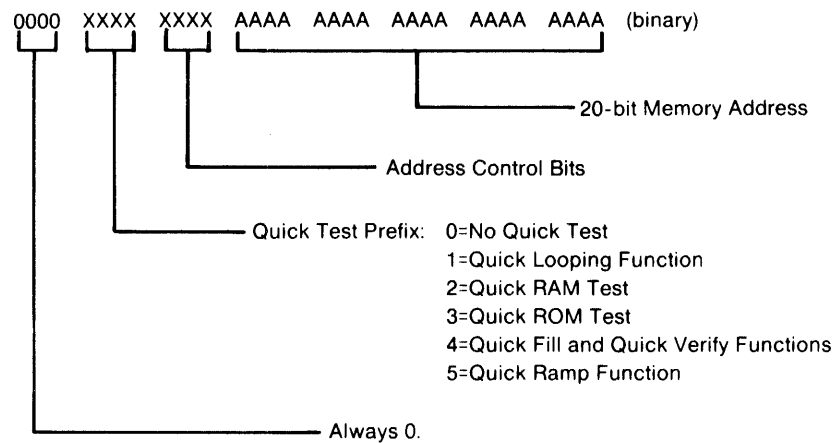 0000 XXXX XXXX AAAA AAAA AAAA AAAA AAAA (binary)
20-bit Memory Address
Address Control Bits
Quick Test Prefix: 0=No Quick Test
1=Quick Looping Function
2=Quick RAM Test
3=Quick ROM Test
4=Quick Fill and Quick Verify Functions
5=Quick Ramp Function
Always 0.